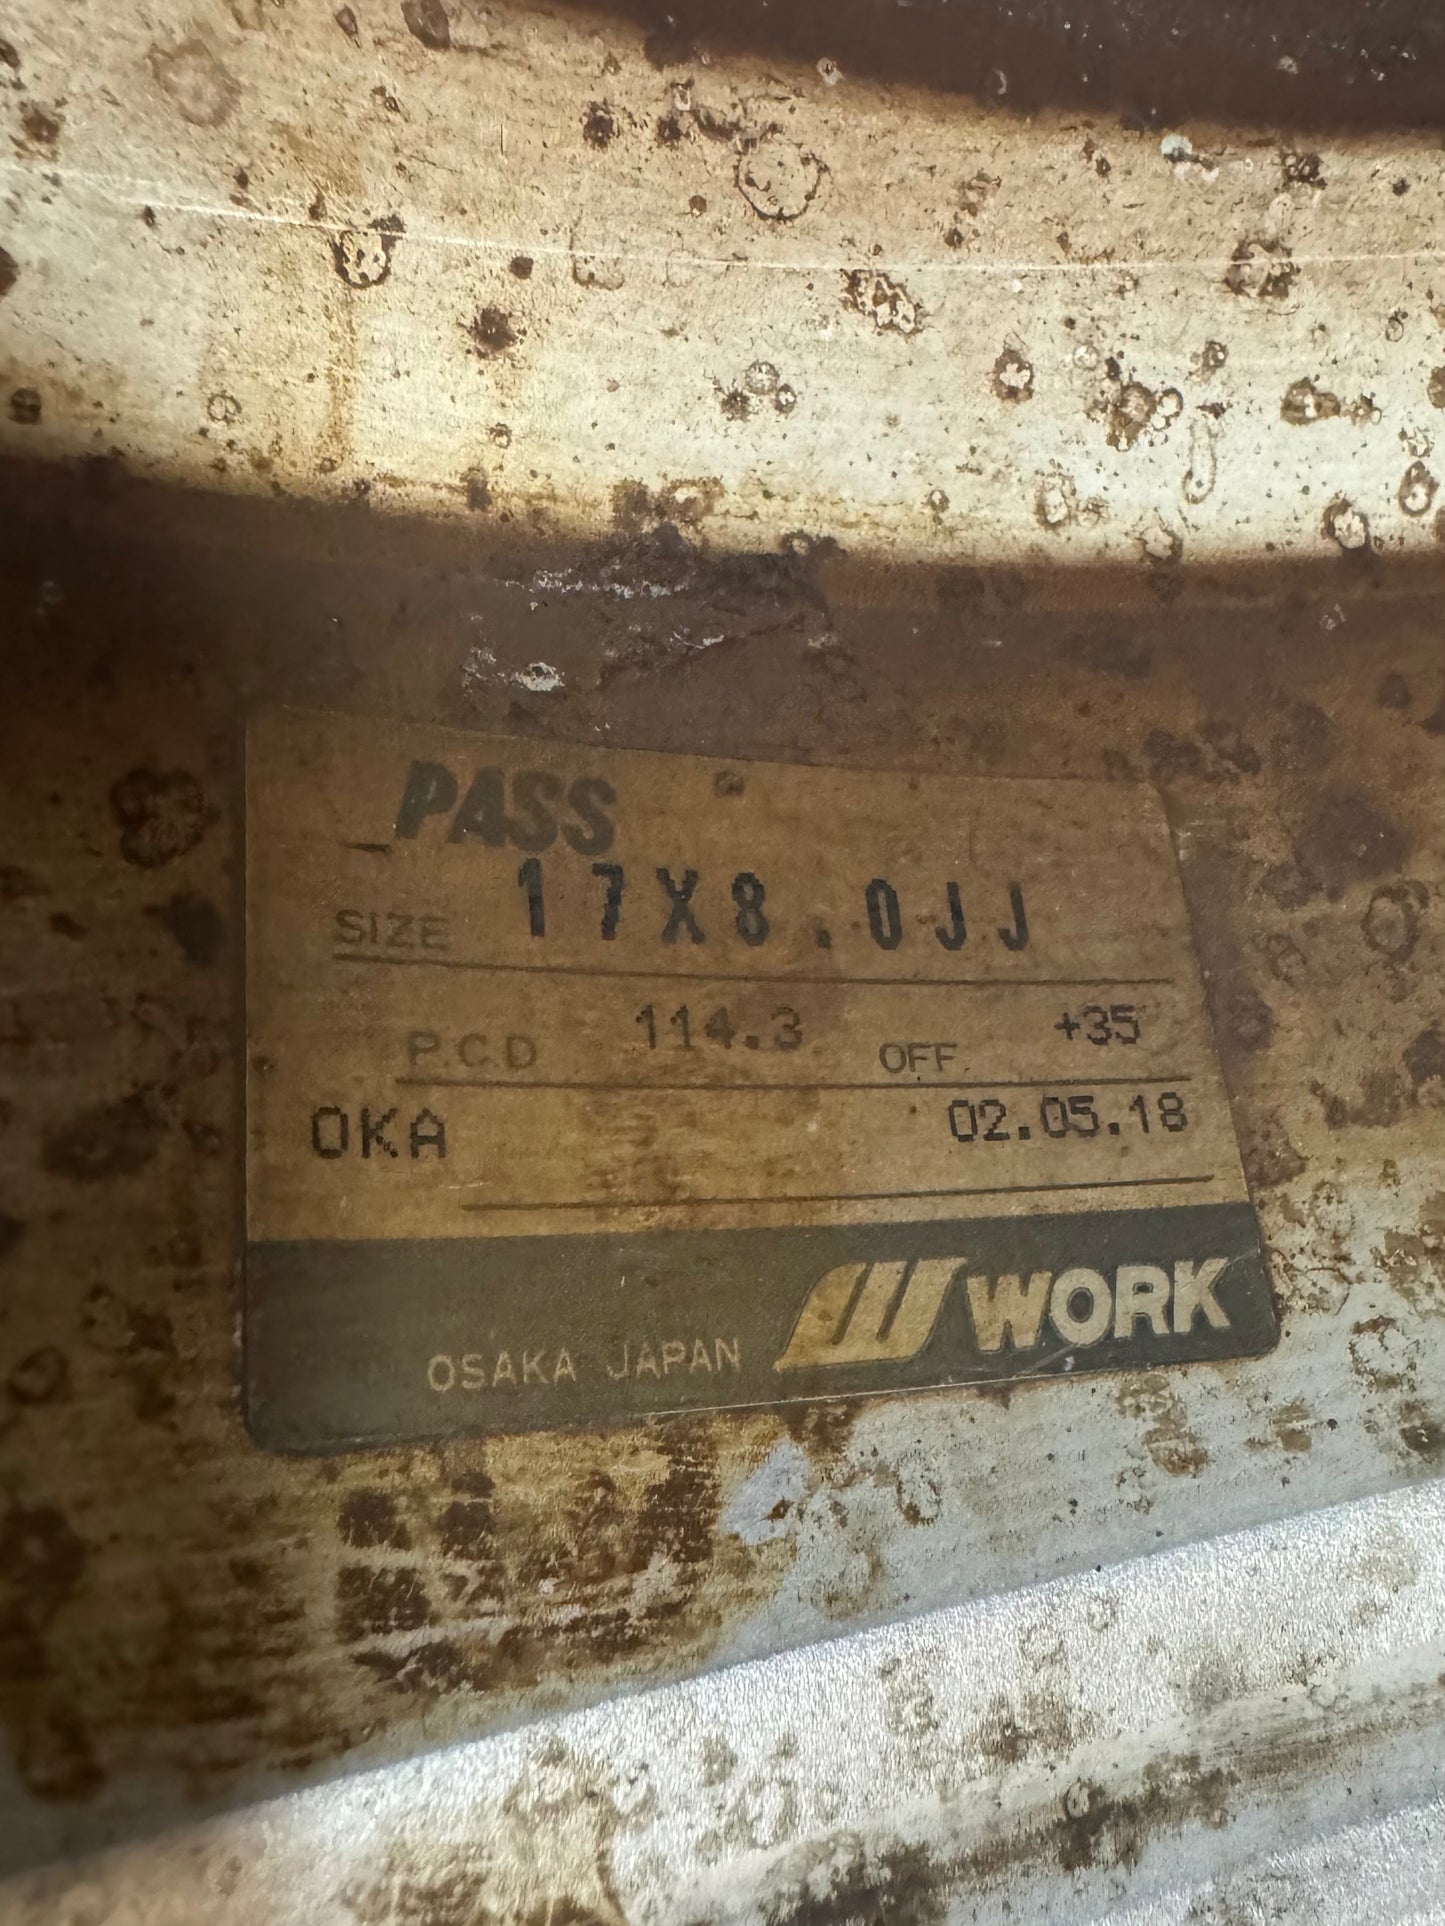 PASS
SIZE 17X8.0JJ
P.C.D 114.3 OFF. +35
OKA 02.05.18
OSAKA JAPAN WORK